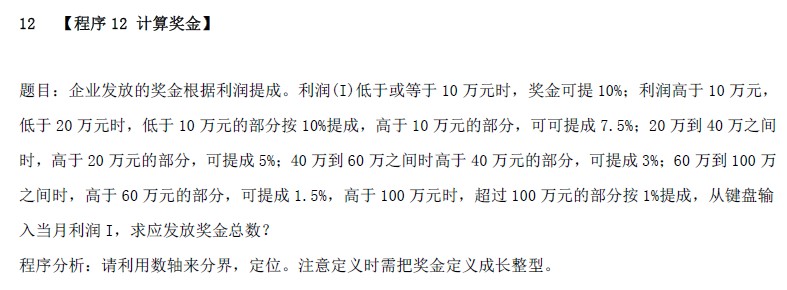 12 【程序 12 计算奖金】
题目：企业发放的奖金根据利润提成。利润(I)低于或等于 10 万元时，奖金可提 10%；利润高于 10 万元，
低于 20 万元时，低于 10 万元的部分按 10%提成，高于 10 万元的部分，可可提成 7.5%；20 万到 40 万之间
时，高于 20 万元的部分，可提成 5%；40 万到 60 万之间时高于 40 万元的部分，可提成 3%；60 万到 100 万
之间时，高于 60 万元的部分，可提成 1.5%，高于 100 万元时，超过 100 万元的部分按 1%提成，从键盘输
入当月利润 I，求应发放奖金总数？
程序分析：请利用数轴来分界，定位。注意定义时需把奖金定义成长整型。